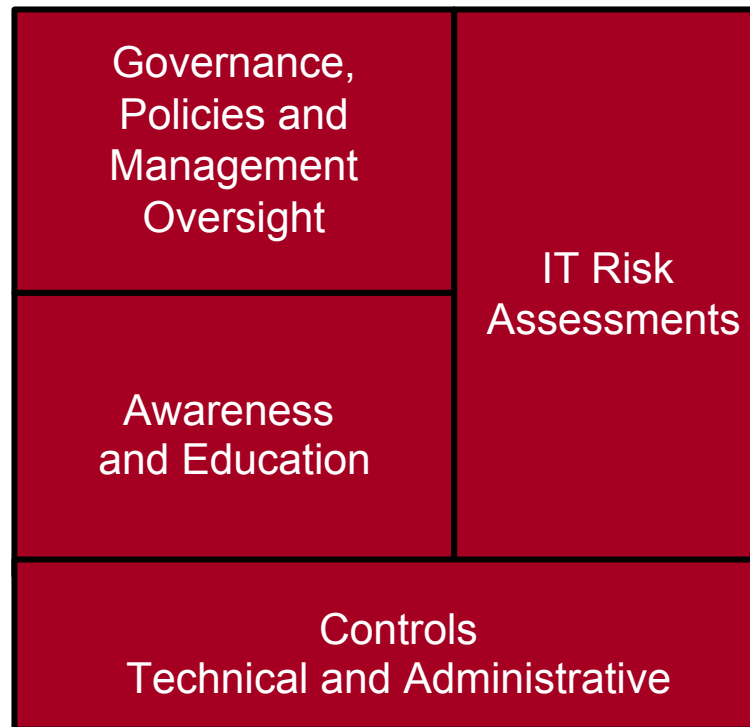 Governance,
Policies and
Management
Oversight
IT Risk
Assessments
Awareness
and Education
Controls
Technical and Administrative